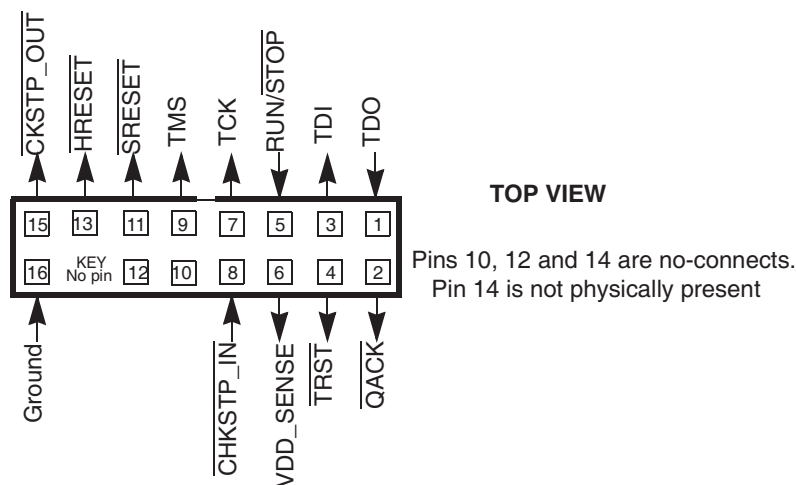 CKSTP_OUT
HRESET
SRESET
TMS
TCK
RUN/STOP
TDI
TDO
TOP VIEW
15 13 11 9 7 5 3 1
16 KEY No pin 12 10 8 6 4 2
Pins 10, 12 and 14 are no-connects.
Pin 14 is not physically present
Ground
CHKSTP_IN
VDD_SENSE
TRST
QACK